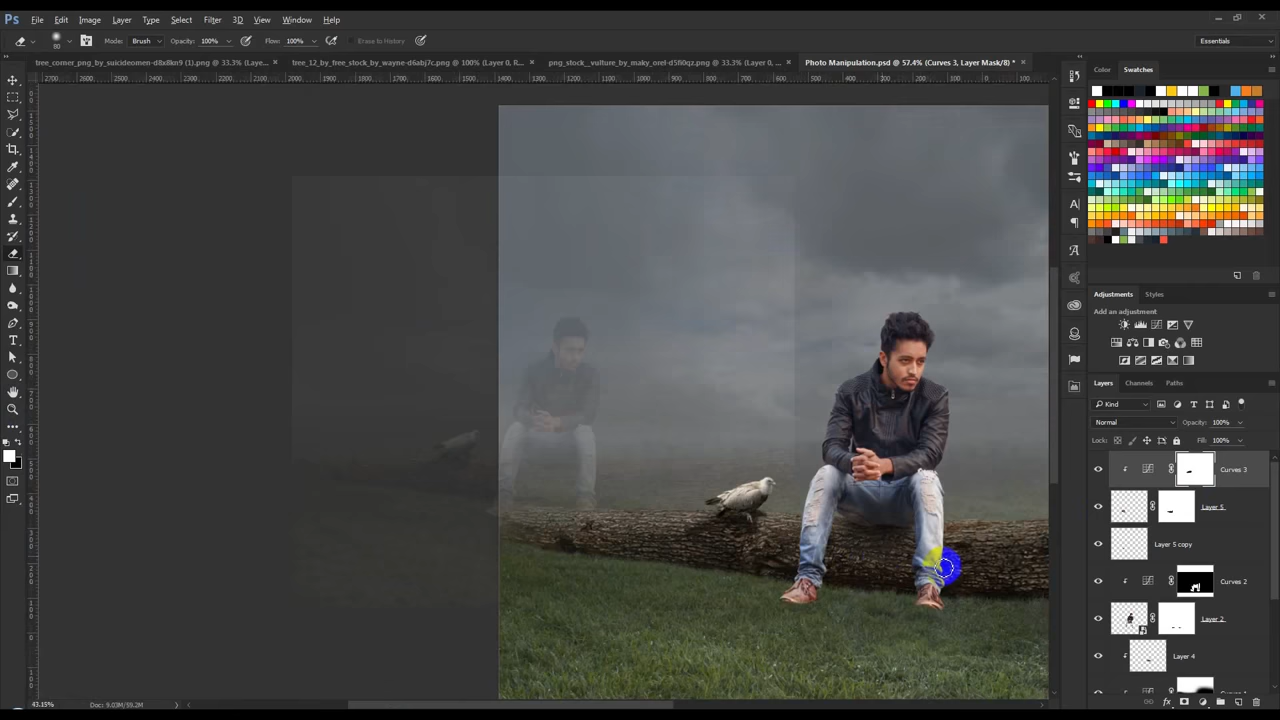 Ps File Edit Image Layer Type Select Filter 3D View Window Help
80 Mode: Brush Opacity: 100% Flow: 100% Erase to History Essentials
tree_corner_png_by_suicideomen-d8x8kn9 (1).png @ 33.3% (Laye... × tree_12_by_free_stock_by_wayne-d6abj7c.png @ 100% (Layer 0, R... × png_stock__vulture_by_maky_orel-d5fi0qz.png @ 33.3% (Layer 0, ... × Photo Manipulation.psd @ 57.4% (Curves 3, Layer Mask/8) * ×
Color Swatches
Adjustments Styles
Add an adjustment
Layers Channels Paths
Kind
Normal Opacity: 100%
Lock: Fill: 100%
Curves 3
Layer 5
Layer 5 copy
Curves 2
Layer 2
Layer 4
43.15% Doc: 9.03M/59.2M